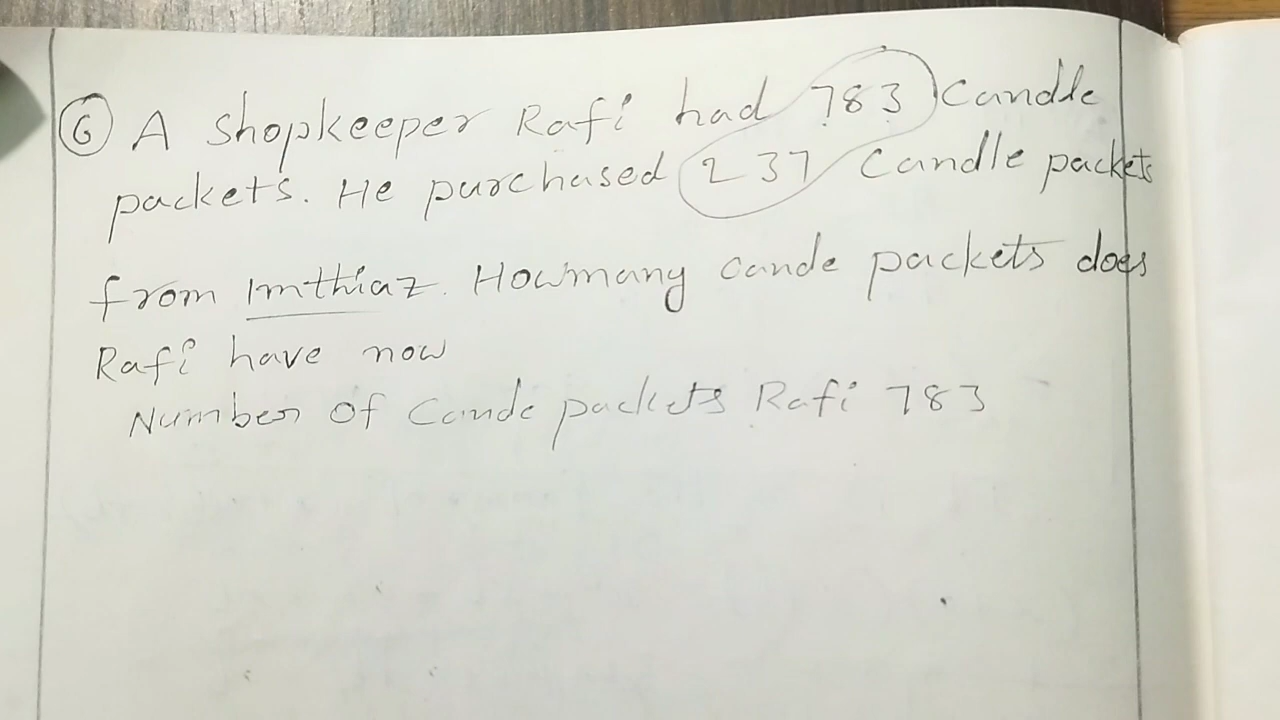 6 A Shopkeeper Rafi had 783 Candle
packets. He purchased 237 Candle packets
from Imthiaz. Howmany cande packets does
Rafi have now
Number of Cande packets Rafi 783